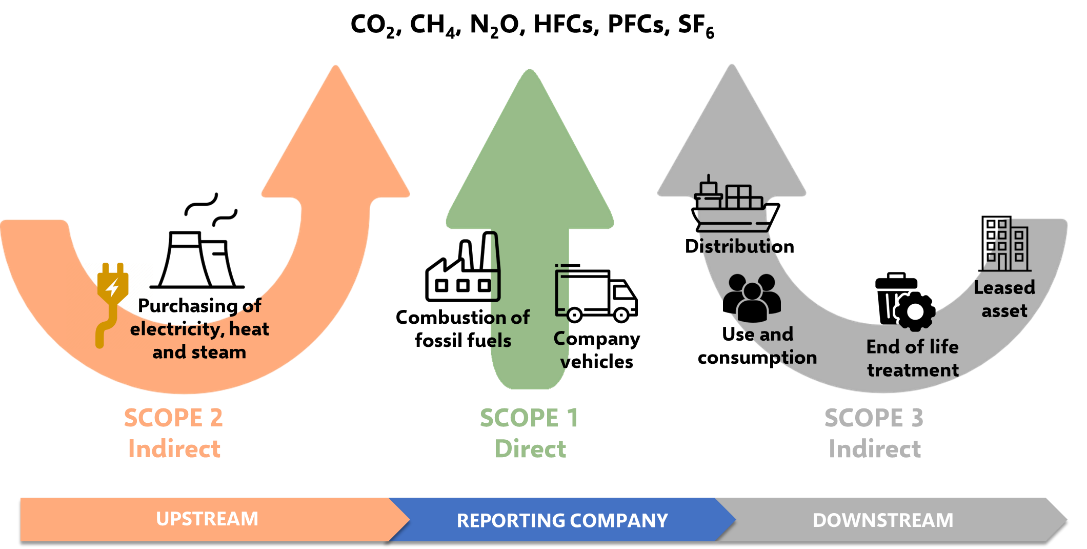 CO₂, CH₄, N₂O, HFCs, PFCs, SF₆
Purchasing of
electricity, heat
and steam
Combustion of
fossil fuels
Company
vehicles
Distribution
Use and
consumption
End of life
treatment
Leased
asset
SCOPE 2
Indirect
SCOPE 1
Direct
SCOPE 3
Indirect
UPSTREAM
REPORTING COMPANY
DOWNSTREAM